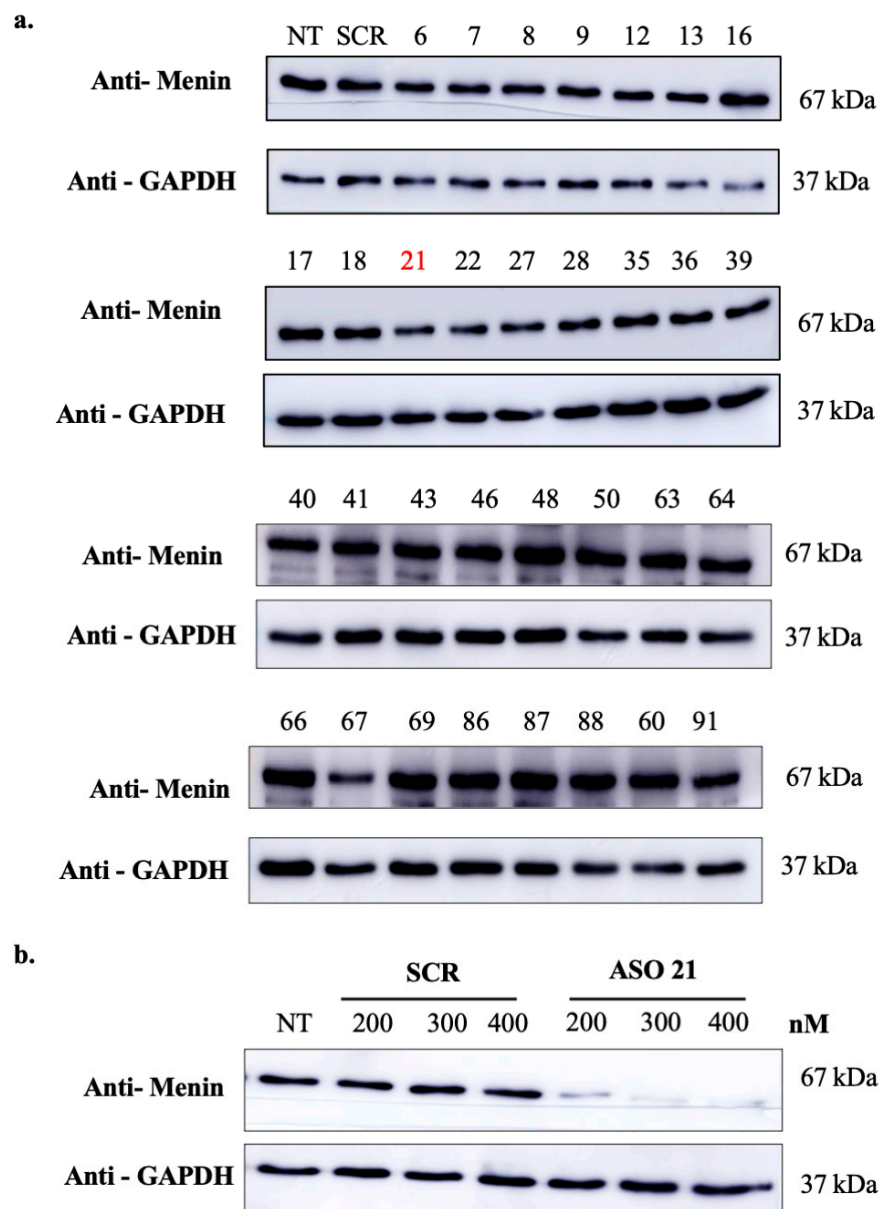 a.
NT SCR 6 7 8 9 12 13 16
Anti- Menin 67 kDa
Anti - GAPDH 37 kDa
17 18 21 22 27 28 35 36 39
Anti- Menin 67 kDa
Anti - GAPDH 37 kDa
40 41 43 46 48 50 63 64
Anti- Menin 67 kDa
Anti - GAPDH 37 kDa
66 67 69 86 87 88 60 91
Anti- Menin 67 kDa
Anti - GAPDH 37 kDa
b.
SCR ASO 21
NT 200 300 400 200 300 400 nM
Anti- Menin 67 kDa
Anti - GAPDH 37 kDa